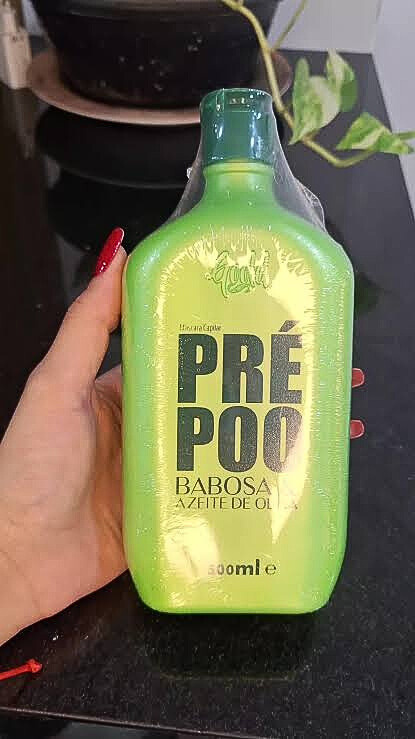 Máscara Capilar
PRÉ
POO
BABOSA &
AZEITE DE OLIVA
500ml e